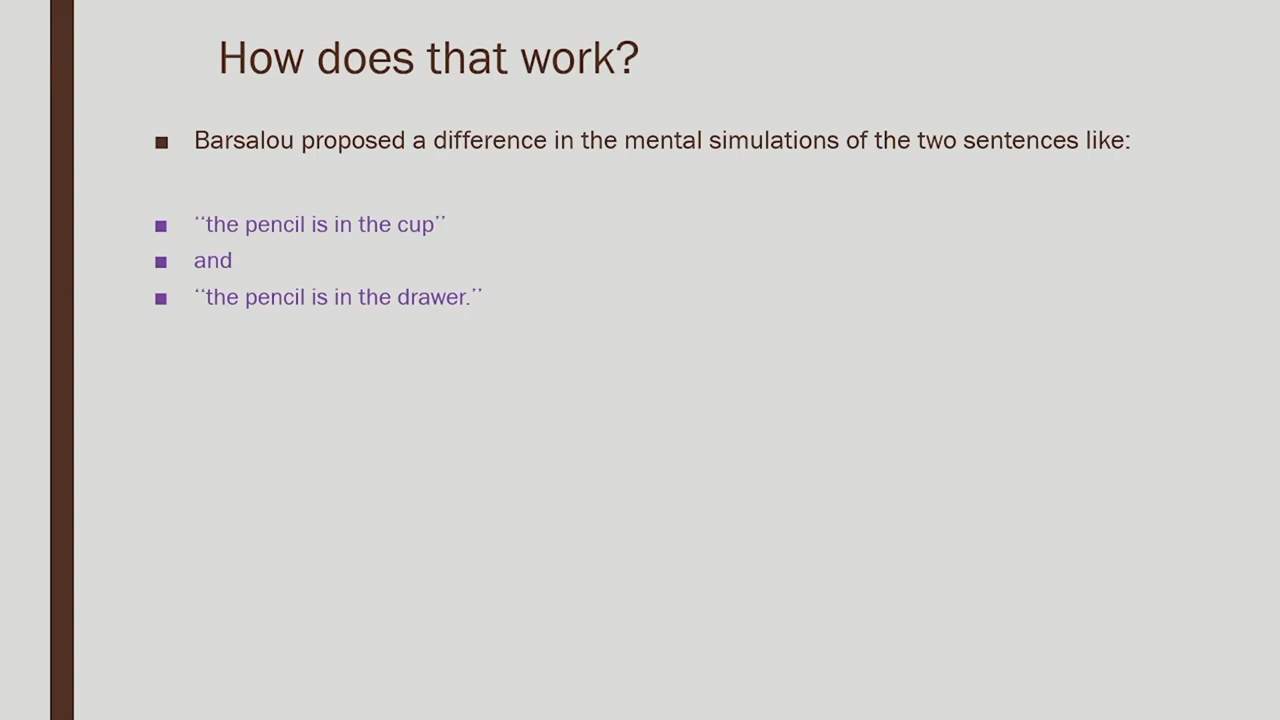 How does that work?
Barsalou proposed a difference in the mental simulations of the two sentences like:
‘‘the pencil is in the cup’’
and
‘‘the pencil is in the drawer.’’